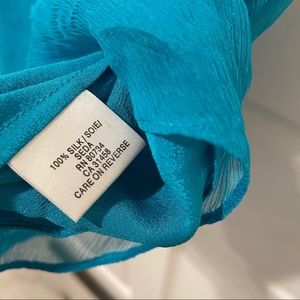 100% SILK/SOIE/
SEDA
RN 80734
CA 31458
CARE ON REVERSE